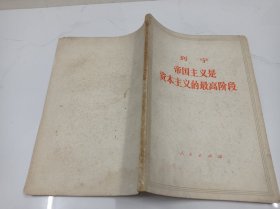 列宁
帝国主义是
资本主义的最高阶段
人民出版社